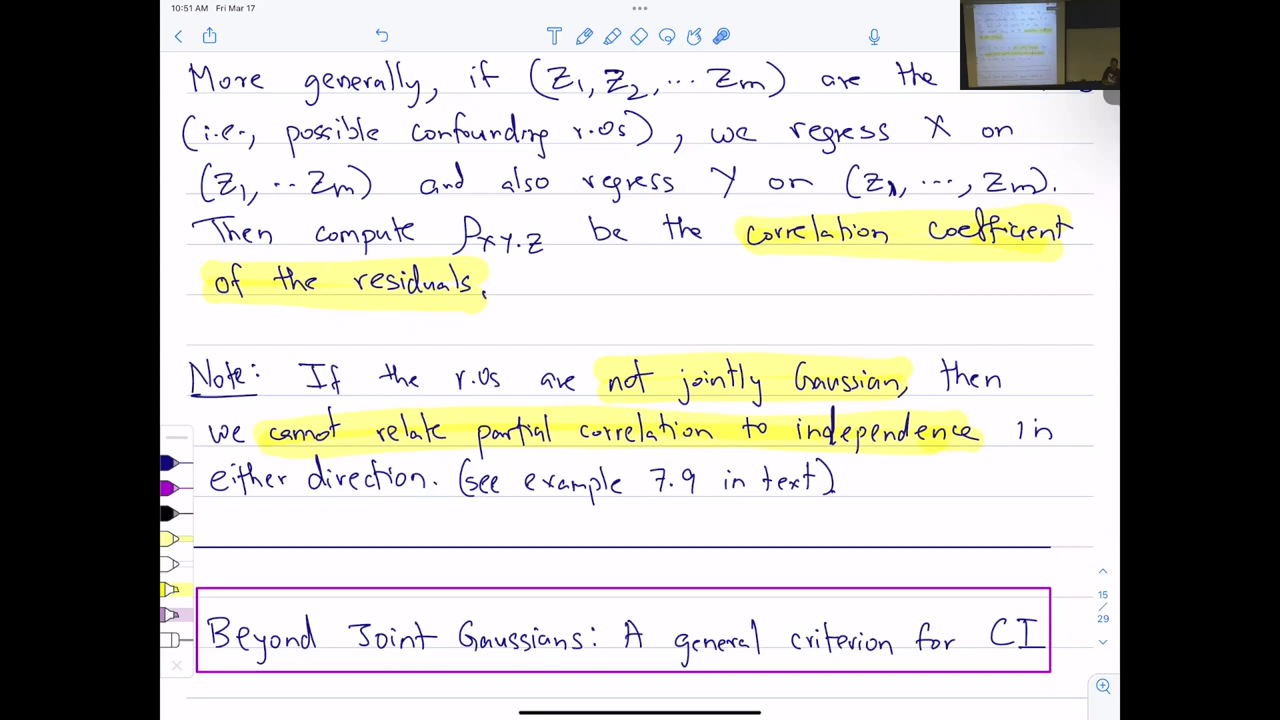 10:51 AM Fri Mar 17
More generally, if (Z1, Z2, ... Zm) are the
(i.e., possible confounding r.vs), we regress X on
(Z1, .. Zm) and also regress Y on (Z1, ..., Zm).
Then compute ρXY.Z be the correlation coefficient
of the residuals.
Note: If the r.vs are not jointly Gaussian, then
we cannot relate partial correlation to independence in
either direction. (see example 7.9 in text)
15
/
29
Beyond Joint Gaussians: A general criterion for CI